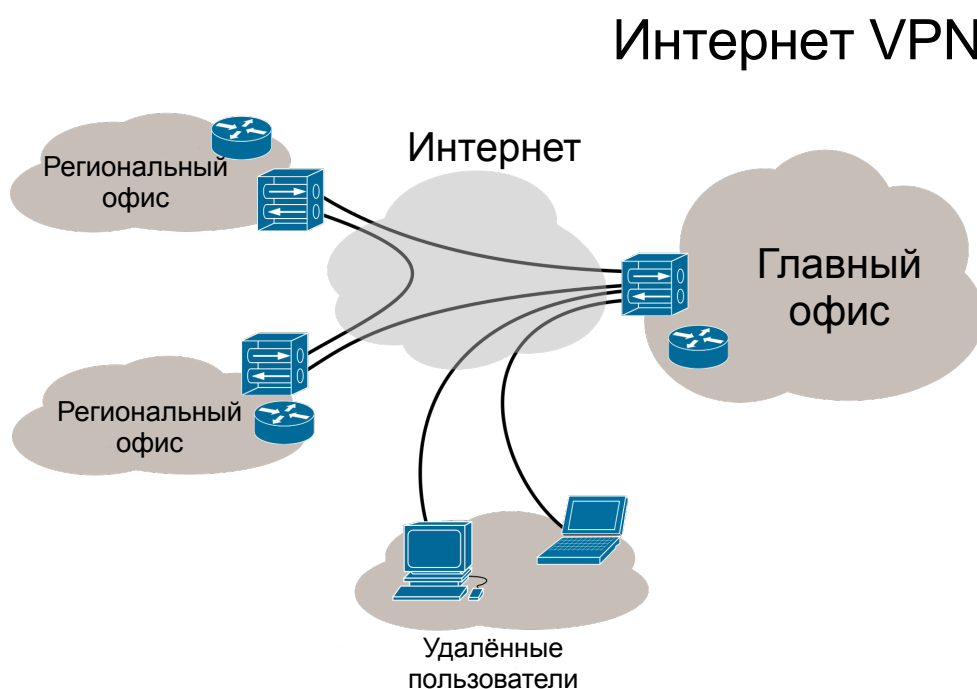 Интернет VPN
Интернет
Региональный
офис
Главный
офис
Региональный
офис
Удалённые
пользователи